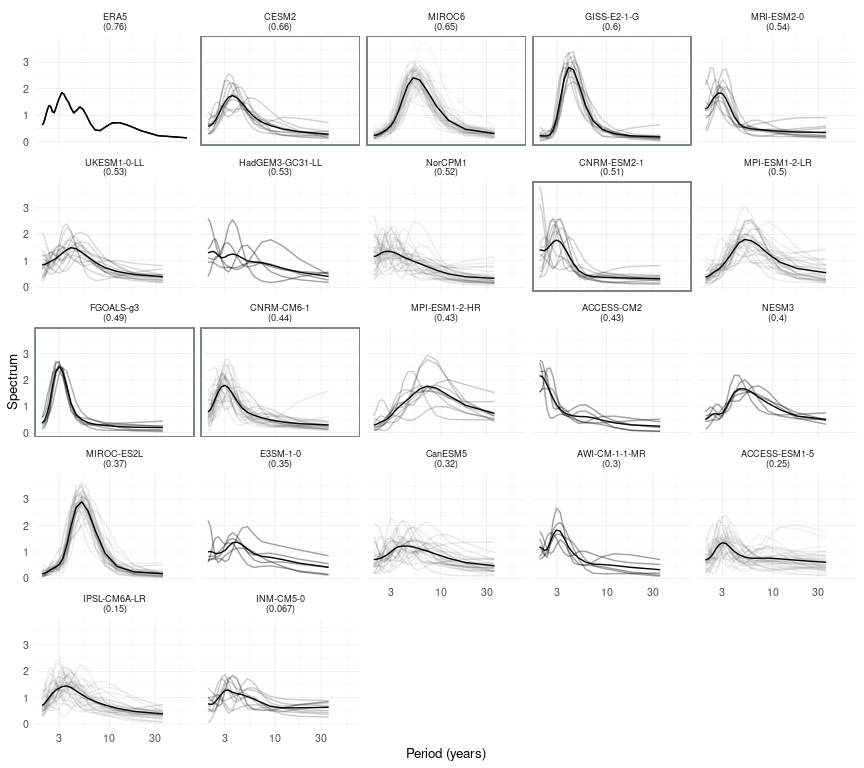 ERA5
(0.76)
CESM2
(0.66)
MIROC6
(0.65)
GISS-E2-1-G
(0.6)
MRI-ESM2-0
(0.54)
3
2
1
0
UKESM1-0-LL
(0.53)
HadGEM3-GC31-LL
(0.53)
NorCPM1
(0.52)
CNRM-ESM2-1
(0.51)
MPI-ESM1-2-LR
(0.5)
3
2
1
0
FGOALS-g3
(0.49)
CNRM-CM6-1
(0.44)
MPI-ESM1-2-HR
(0.43)
ACCESS-CM2
(0.43)
NESM3
(0.4)
Spectrum
3
2
1
0
MIROC-ES2L
(0.37)
E3SM-1-0
(0.35)
CanESM5
(0.32)
AWI-CM-1-1-MR
(0.3)
ACCESS-ESM1-5
(0.25)
3
2
1
0
3 10 30
3 10 30
3 10 30
IPSL-CM6A-LR
(0.15)
INM-CM5-0
(0.067)
3
2
1
0
3 10 30
3 10 30
Period (years)